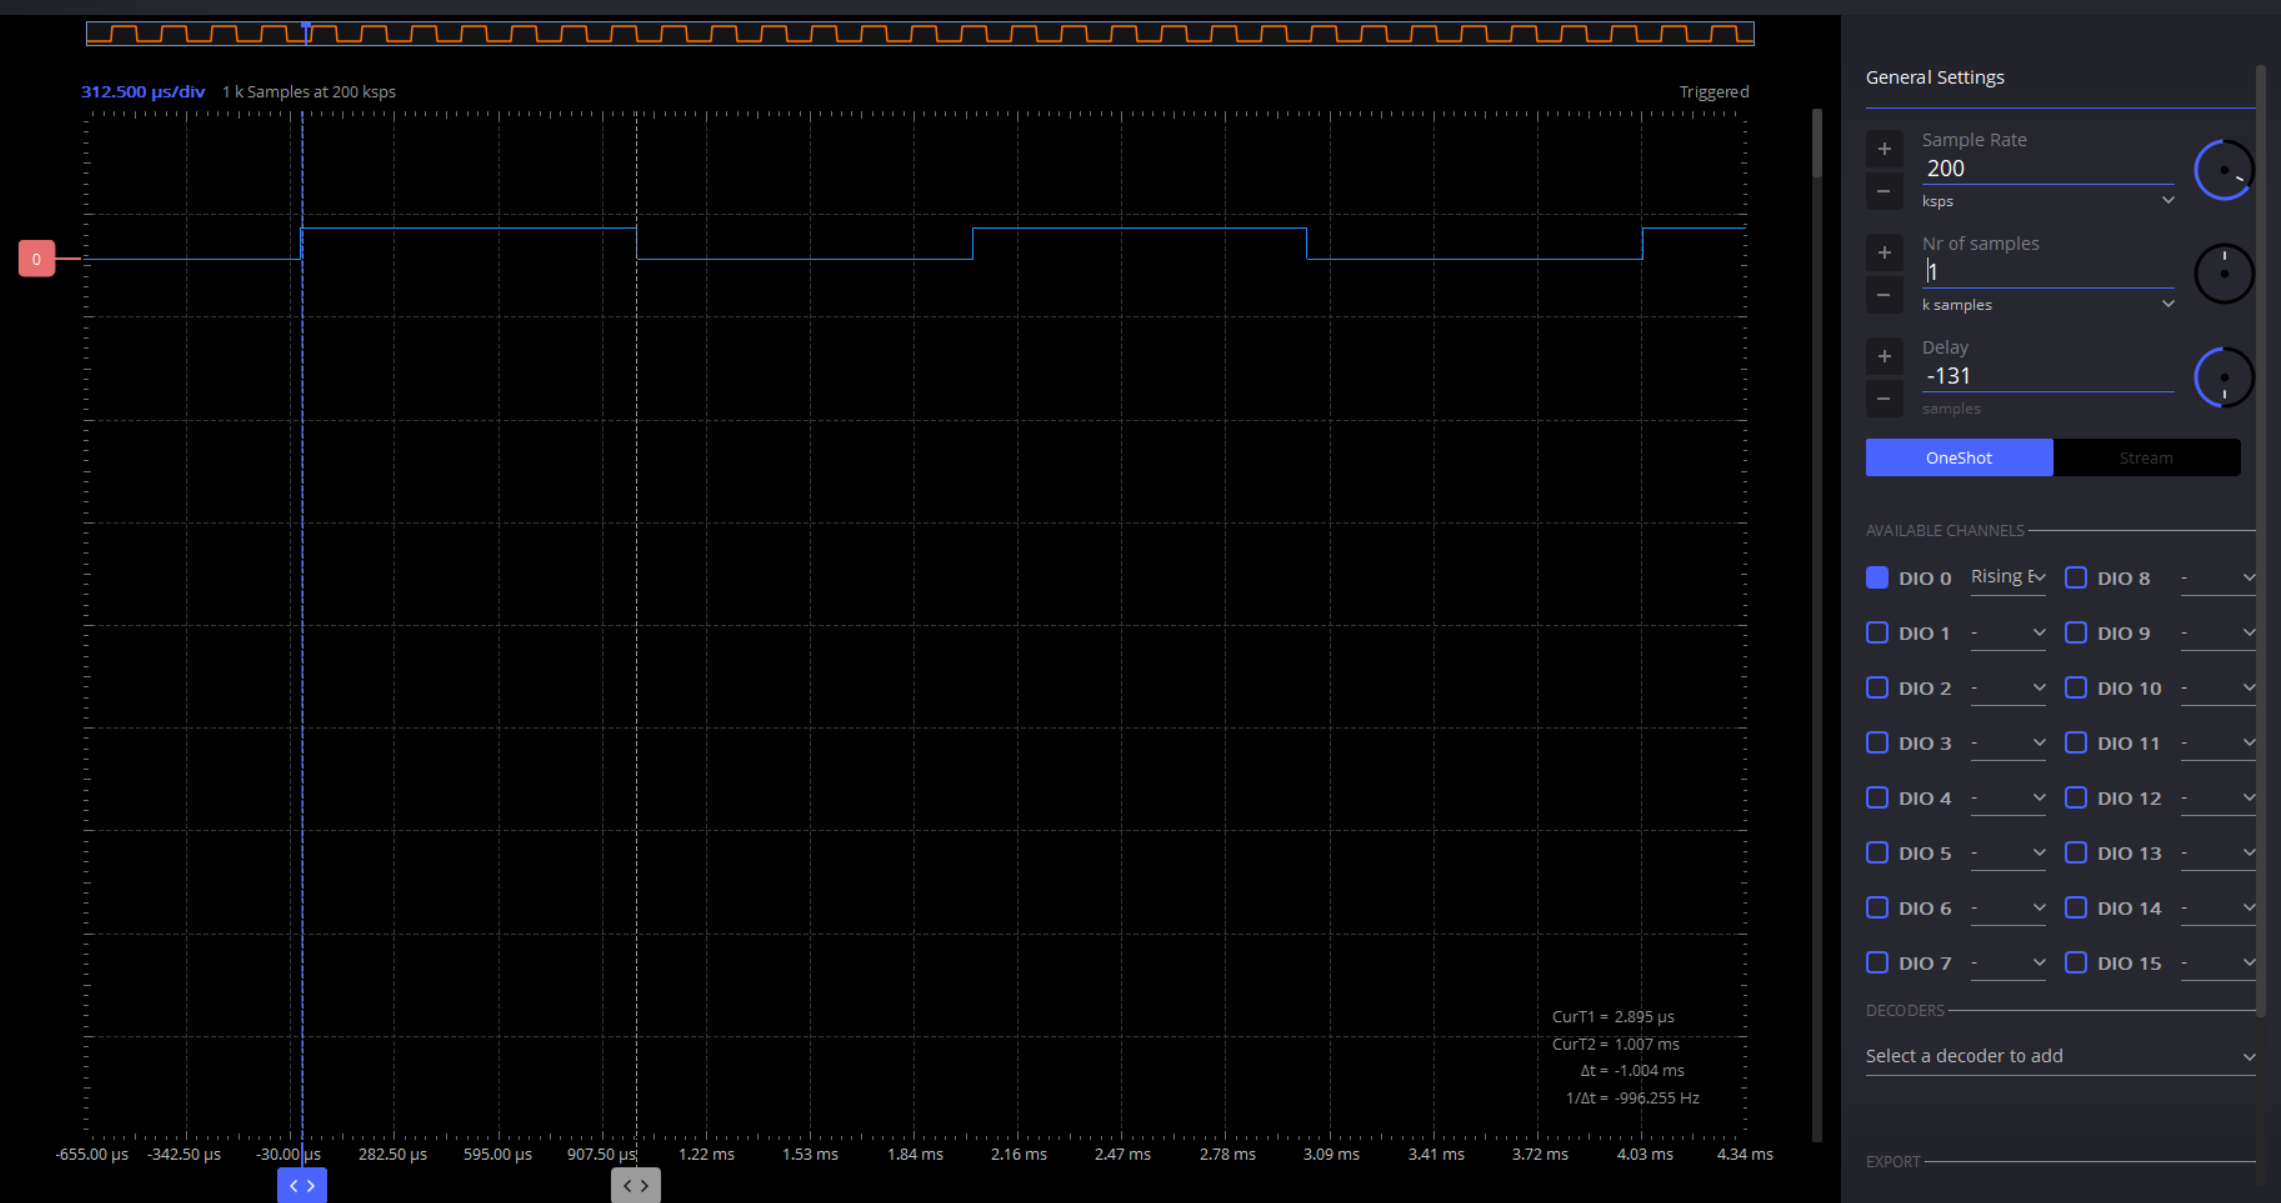 312.500 µs/div 1 k Samples at 200 ksps Triggered
0
CurT1 = 2.895 µs
CurT2 = 1.007 ms
Δt = -1.004 ms
1/Δt = -996.255 Hz
-655.00 µs -342.50 µs -30.00 µs 282.50 µs 595.00 µs 907.50 µs 1.22 ms 1.53 ms 1.84 ms 2.16 ms 2.47 ms 2.78 ms 3.09 ms 3.41 ms 3.72 ms 4.03 ms 4.34 ms
General Settings
Sample Rate
200
ksps
Nr of samples
1
k samples
Delay
-131
samples
OneShot Stream
AVAILABLE CHANNELS
DIO 0 Rising E DIO 8 -
DIO 1 - DIO 9 -
DIO 2 - DIO 10 -
DIO 3 - DIO 11 -
DIO 4 - DIO 12 -
DIO 5 - DIO 13 -
DIO 6 - DIO 14 -
DIO 7 - DIO 15 -
DECODERS
Select a decoder to add
EXPORT